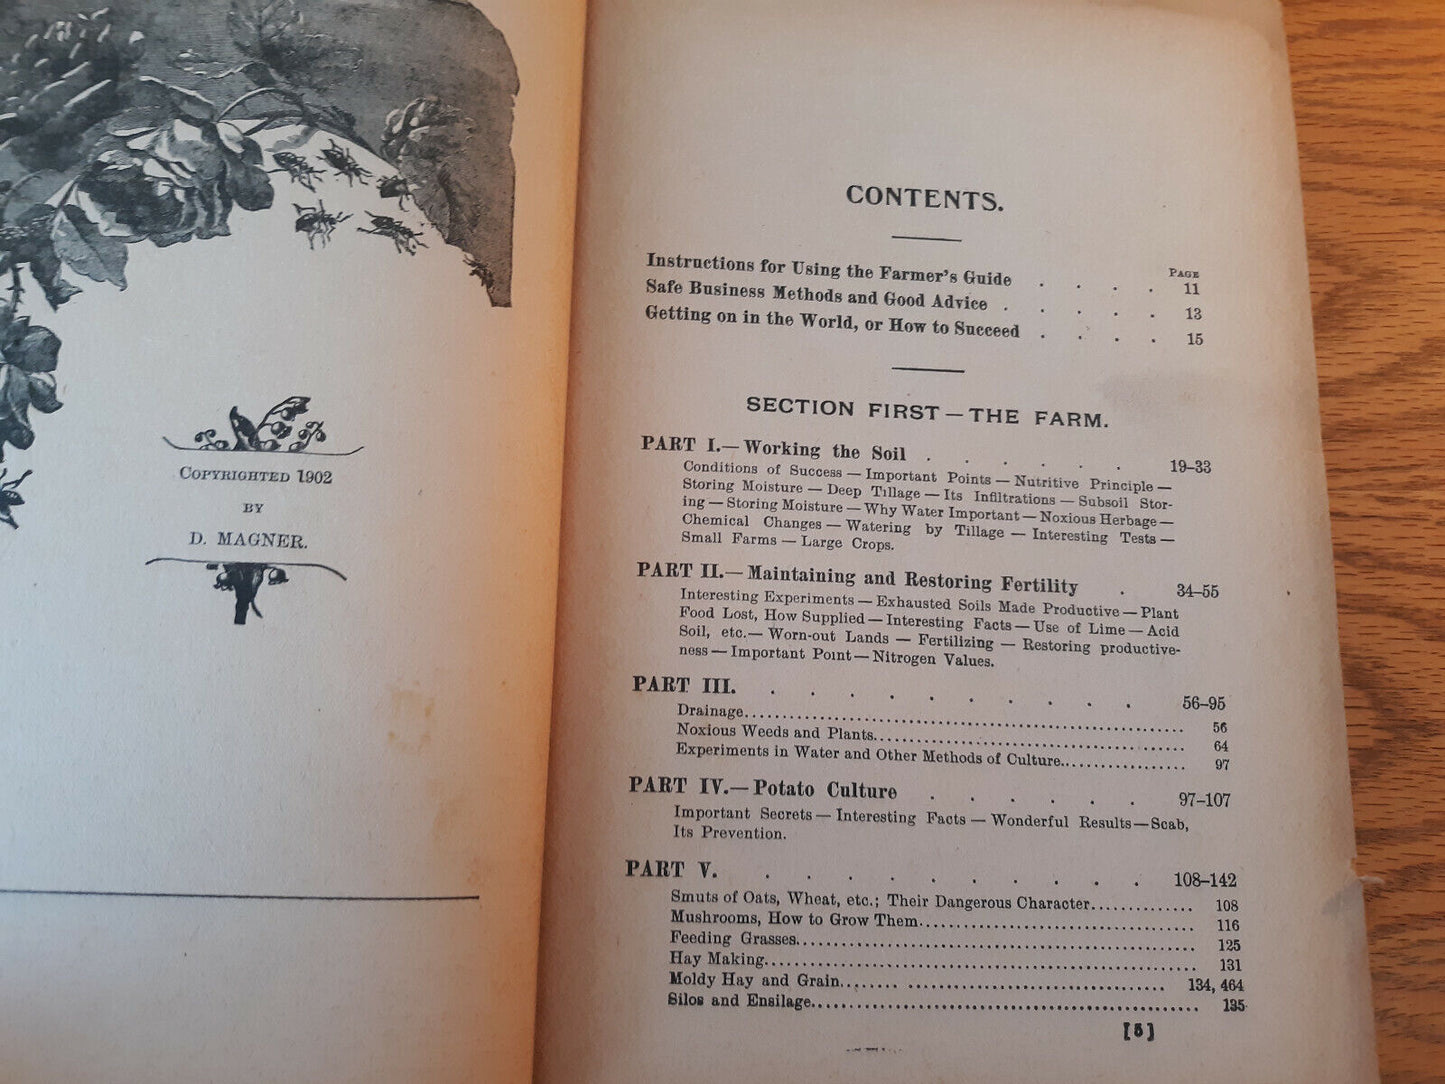 COPYRIGHTED 1902
BY
D. MAGNER.
CONTENTS.
PAGE
Instructions for Using the Farmer's Guide . . . . 11
Safe Business Methods and Good Advice . . . . . 13
Getting on in the World, or How to Succeed . . . . 15
SECTION FIRST — THE FARM.
PART I.— Working the Soil . . . . . . 19–33
Conditions of Success — Important Points — Nutritive Principle —
Storing Moisture — Deep Tillage — Its Infiltrations — Subsoil Stor-
ing — Storing Moisture — Why Water Important — Noxious Herbage —
Chemical Changes — Watering by Tillage — Interesting Tests —
Small Farms — Large Crops.
PART II.— Maintaining and Restoring Fertility . 34–55
Interesting Experiments — Exhausted Soils Made Productive — Plant
Food Lost, How Supplied — Interesting Facts — Use of Lime — Acid
Soil, etc.— Worn-out Lands — Fertilizing — Restoring productive-
ness — Important Point — Nitrogen Values.
PART III. . . . . . . . . . . 56–95
Drainage........................................ 56
Noxious Weeds and Plants........................................ 64
Experiments in Water and Other Methods of Culture................. 97
PART IV.— Potato Culture . . . . . . 97–107
Important Secrets — Interesting Facts — Wonderful Results — Scab,
Its Prevention.
PART V. . . . . . . . . . . 108–142
Smuts of Oats, Wheat, etc.; Their Dangerous Character.............. 108
Mushrooms, How to Grow Them...................................... 116
Feeding Grasses........................................ 125
Hay Making........................................ 131
Moldy Hay and Grain........ ................................... 134, 464
Silos and Ensilage........................................ 135
[5]